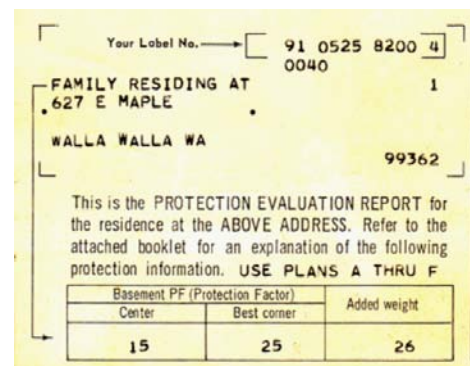 Your Label No. 91 0525 8200 4
0040
FAMILY RESIDING AT 1
627 E MAPLE
WALLA WALLA WA
99362
This is the PROTECTION EVALUATION REPORT for
the residence at the ABOVE ADDRESS. Refer to the
attached booklet for an explanation of the following
protection information. USE PLANS A THRU F
Basement PF (Protection Factor) Added weight
Center Best corner
15 25 26